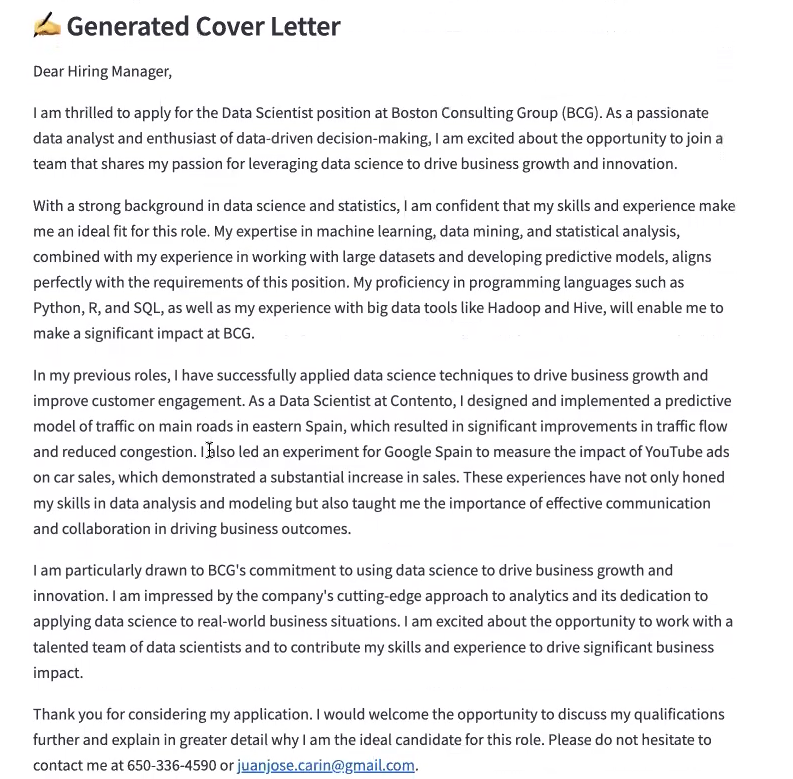 ✍️ Generated Cover Letter
Dear Hiring Manager,
I am thrilled to apply for the Data Scientist position at Boston Consulting Group (BCG). As a passionate
data analyst and enthusiast of data-driven decision-making, I am excited about the opportunity to join a
team that shares my passion for leveraging data science to drive business growth and innovation.
With a strong background in data science and statistics, I am confident that my skills and experience make
me an ideal fit for this role. My expertise in machine learning, data mining, and statistical analysis,
combined with my experience in working with large datasets and developing predictive models, aligns
perfectly with the requirements of this position. My proficiency in programming languages such as
Python, R, and SQL, as well as my experience with big data tools like Hadoop and Hive, will enable me to
make a significant impact at BCG.
In my previous roles, I have successfully applied data science techniques to drive business growth and
improve customer engagement. As a Data Scientist at Contento, I designed and implemented a predictive
model of traffic on main roads in eastern Spain, which resulted in significant improvements in traffic flow
and reduced congestion. I also led an experiment for Google Spain to measure the impact of YouTube ads
on car sales, which demonstrated a substantial increase in sales. These experiences have not only honed
my skills in data analysis and modeling but also taught me the importance of effective communication
and collaboration in driving business outcomes.
I am particularly drawn to BCG's commitment to using data science to drive business growth and
innovation. I am impressed by the company's cutting-edge approach to analytics and its dedication to
applying data science to real-world business situations. I am excited about the opportunity to work with a
talented team of data scientists and to contribute my skills and experience to drive significant business
impact.
Thank you for considering my application. I would welcome the opportunity to discuss my qualifications
further and explain in greater detail why I am the ideal candidate for this role. Please do not hesitate to
contact me at 650-336-4590 or juanjose.carin@gmail.com.